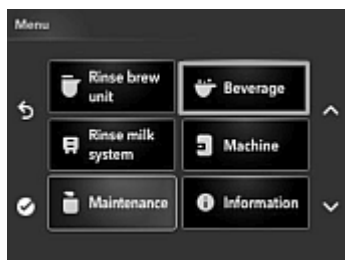 Menu
Rinse brew
unit
Beverage
Rinse milk
system
Machine
Maintenance
Information